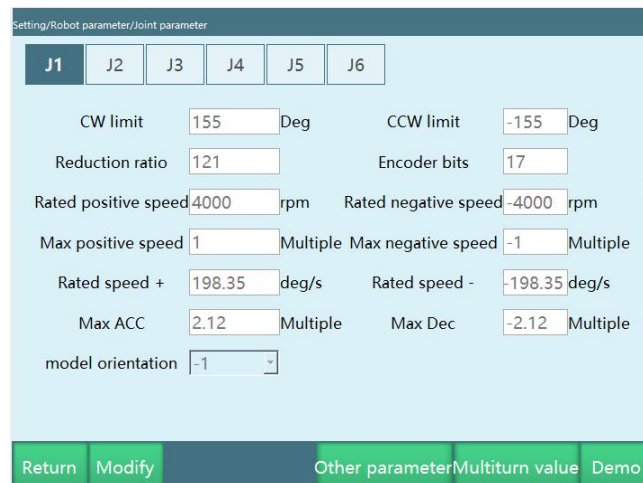 Setting/Robot parameter/Joint parameter
J1 J2 J3 J4 J5 J6
CW limit 155 Deg CCW limit -155 Deg
Reduction ratio 121 Encoder bits 17
Rated positive speed 4000 rpm Rated negative speed -4000 rpm
Max positive speed 1 Multiple Max negative speed -1 Multiple
Rated speed + 198.35 deg/s Rated speed - -198.35 deg/s
Max ACC 2.12 Multiple Max Dec -2.12 Multiple
model orientation -1
Return Modify Other parameter Multiturn value Demo